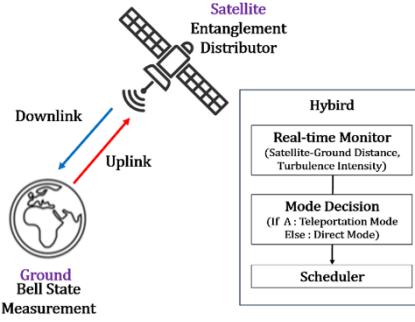 Satellite
Entanglement
Distributor
Downlink
Uplink
Ground
Bell State
Measurement
Hybird
Real-time Monitor
(Satellite-Ground Distance,
Turbulence Intensity)
Mode Decision
(If A : Teleportation Mode
Else : Direct Mode)
Scheduler